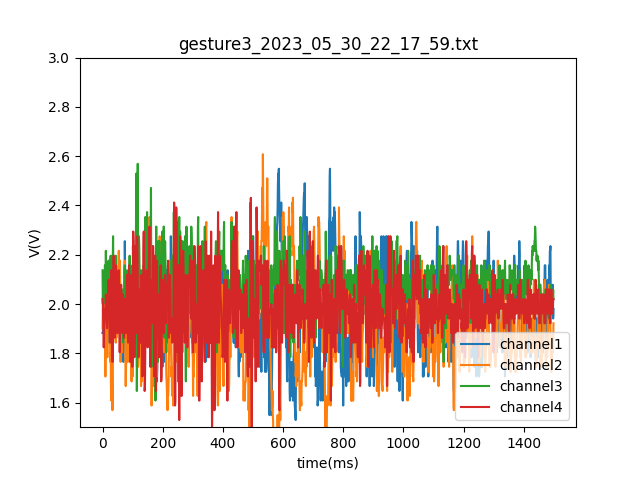 gesture3_2023_05_30_22_17_59.txt
3.0
2.8
2.6
2.4
2.2
2.0
1.8
1.6
V(V)
channel1
channel2
channel3
channel4
0 200 400 600 800 1000 1200 1400
time(ms)